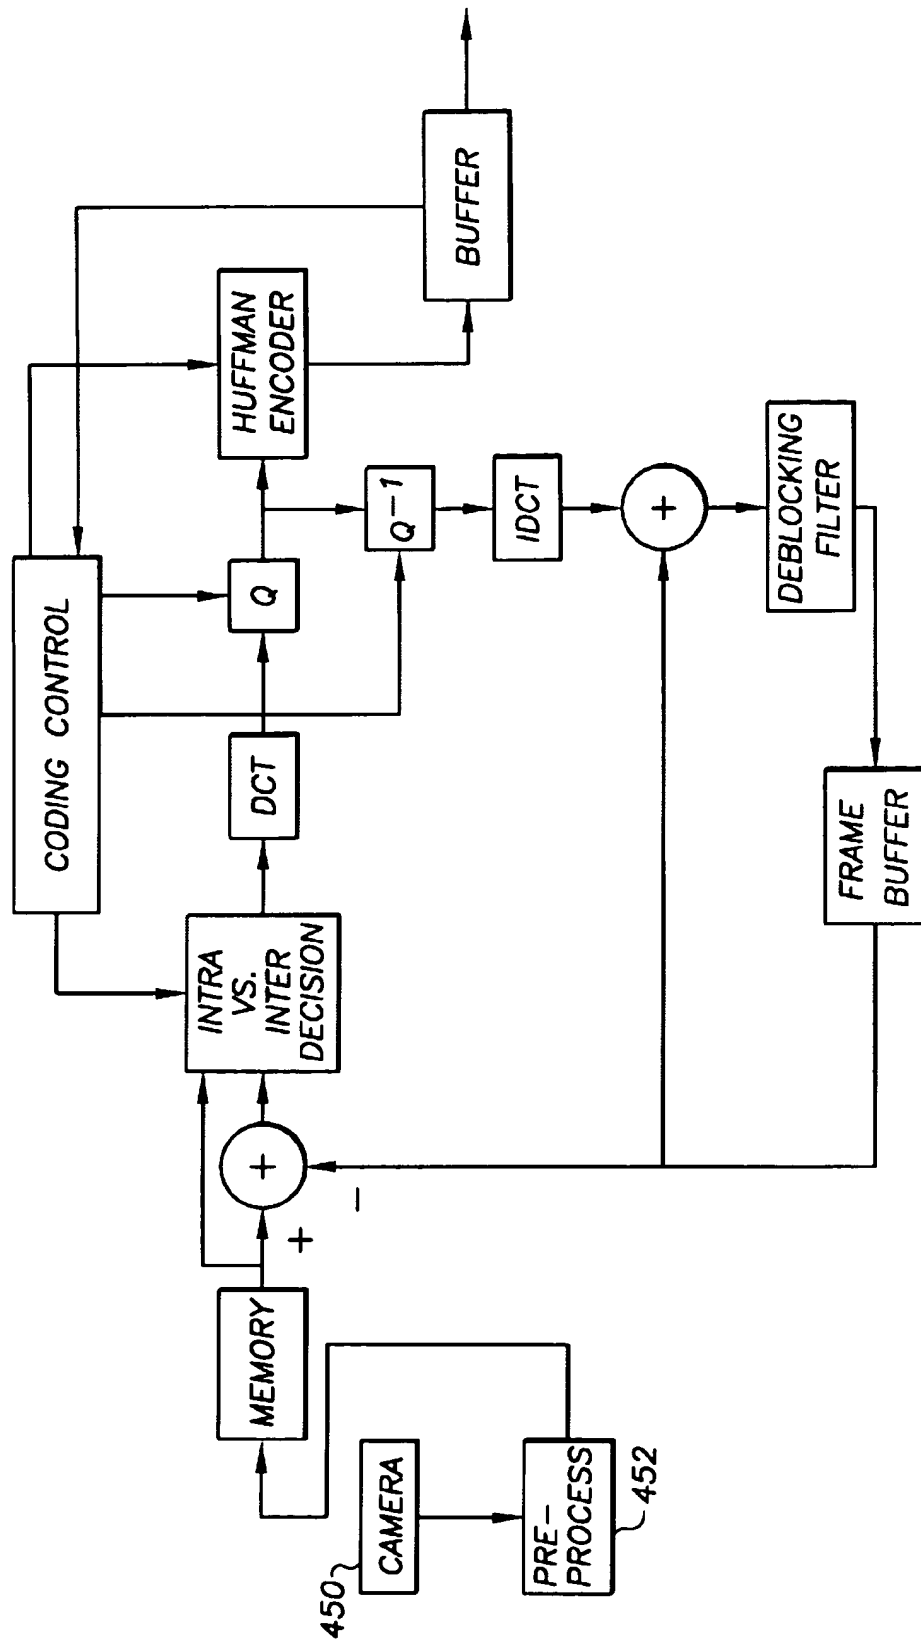 CODING CONTROL
INTRA
VS.
INTER
DECISION
DCT
Q
HUFFMAN
ENCODER
BUFFER
Q-1
IDCT
+
DEBLOCKING
FILTER
FRAME
BUFFER
+
+
-
MEMORY
450
CAMERA
PRE-
PROCESS
452